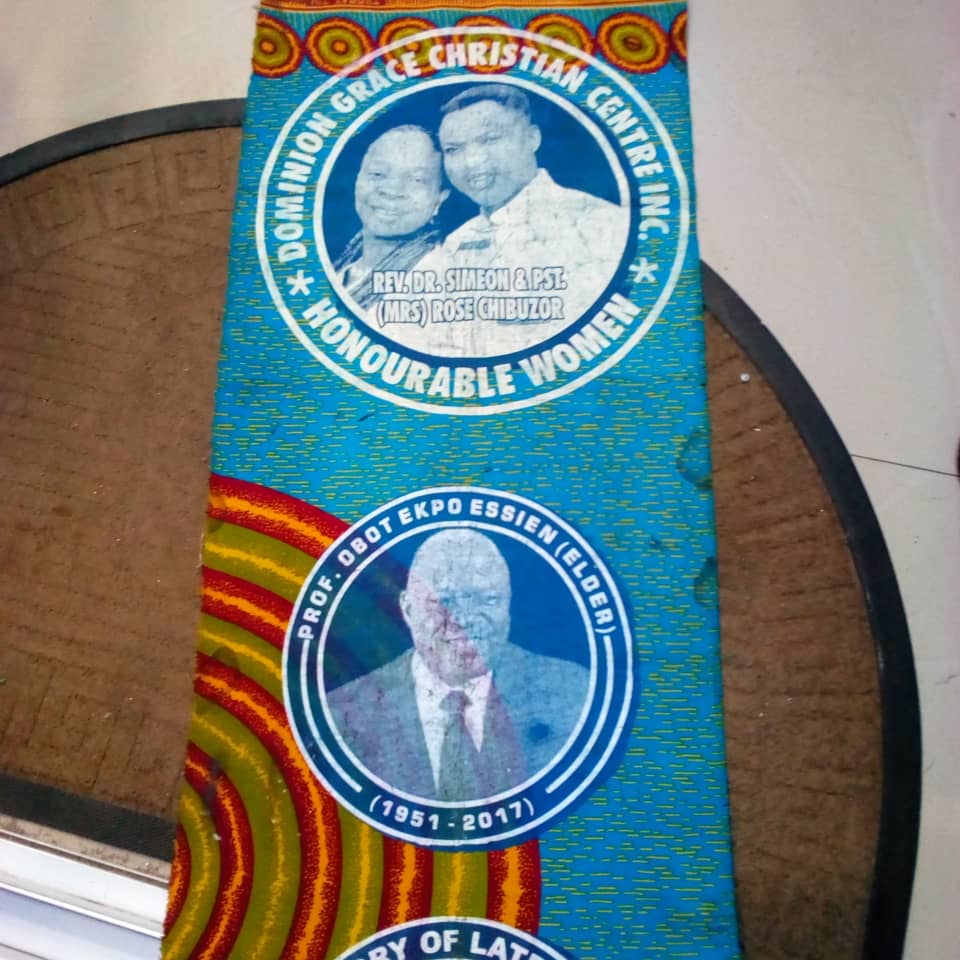 DOMINION GRACE CHRISTIAN CENTRE INC.
REV. DR. SIMEON & PST.
(MRS) ROSE CHIBUZOR
* HONOURABLE WOMEN *
PROF. OBOT EKPO ESSIEN (ELDER)
(1951 - 2017)
OF LATE